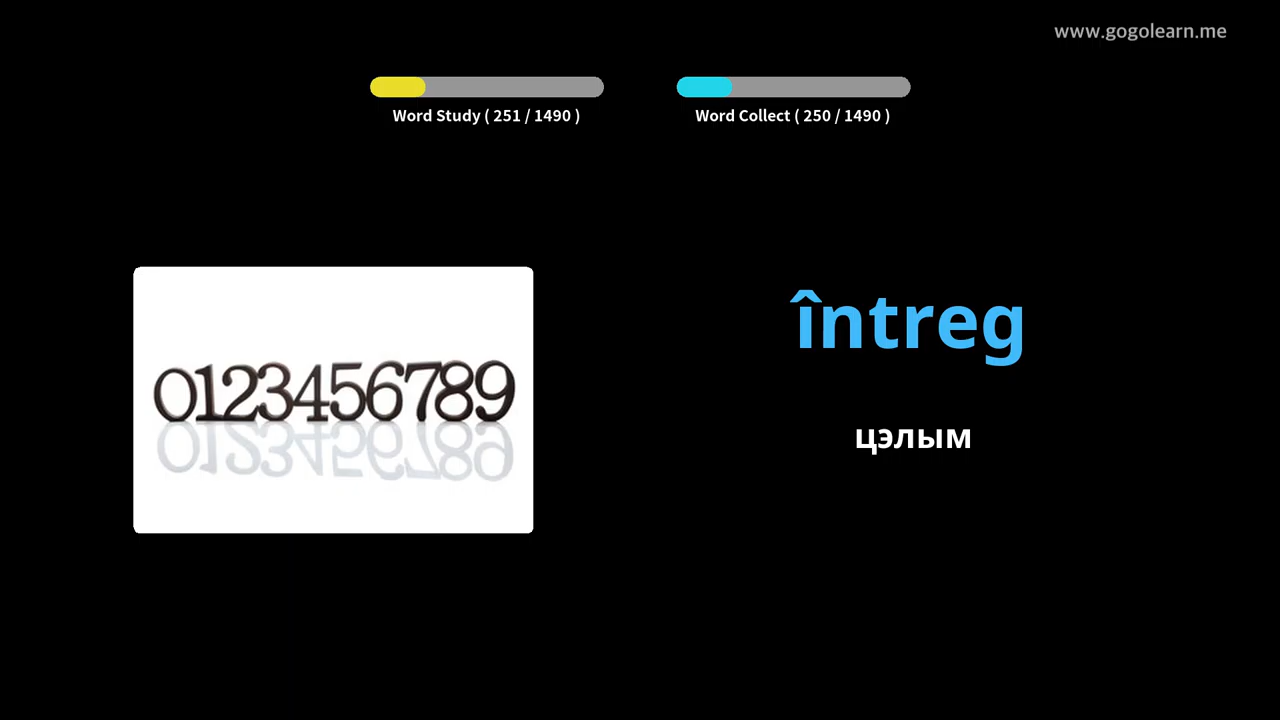 www.gogolearn.me
Word Study ( 251 / 1490 )
Word Collect ( 250 / 1490 )
0123456789
întreg
цэлым